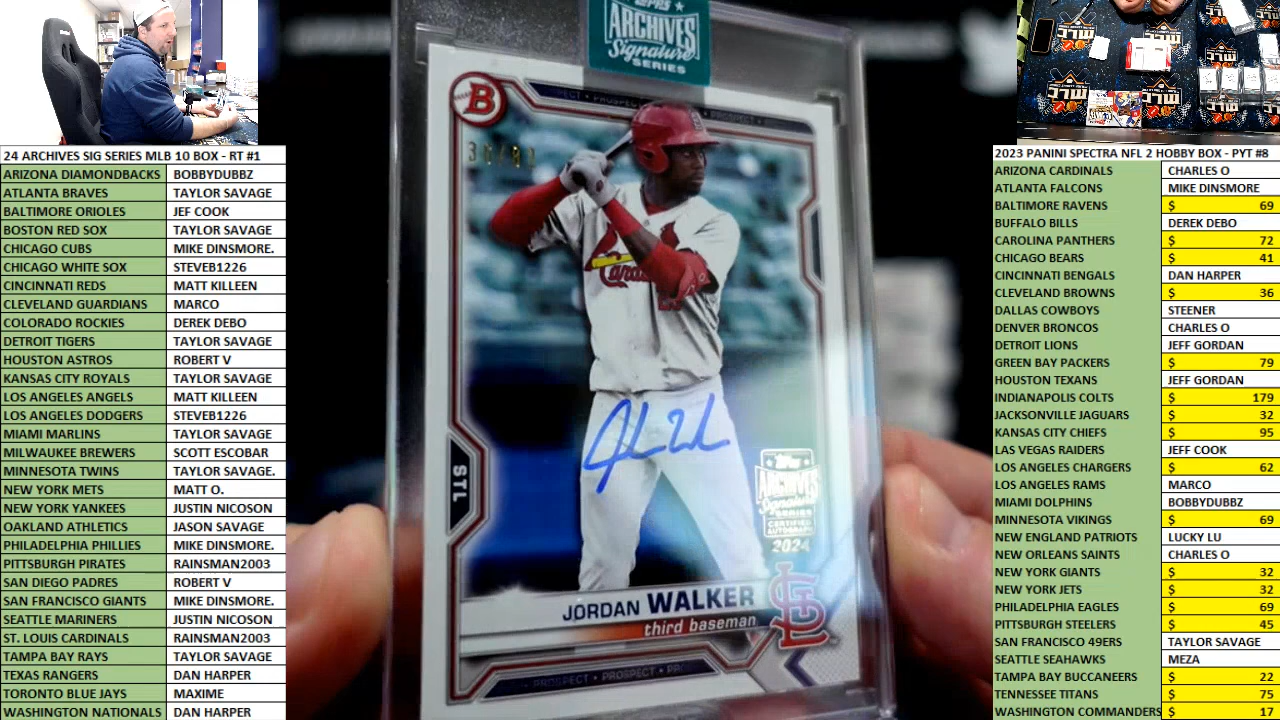 24 ARCHIVES SIG SERIES MLB 10 BOX - RT #1
ARIZONA DIAMONDBACKS BOBBYDUBBZ
ATLANTA BRAVES TAYLOR SAVAGE
BALTIMORE ORIOLES JEF COOK
BOSTON RED SOX TAYLOR SAVAGE
CHICAGO CUBS MIKE DINSMORE.
CHICAGO WHITE SOX STEVEB1226
CINCINNATI REDS MATT KILLEEN
CLEVELAND GUARDIANS MARCO
COLORADO ROCKIES DEREK DEBO
DETROIT TIGERS TAYLOR SAVAGE
HOUSTON ASTROS ROBERT V
KANSAS CITY ROYALS TAYLOR SAVAGE
LOS ANGELES ANGELS MATT KILLEEN
LOS ANGELES DODGERS STEVEB1226
MIAMI MARLINS TAYLOR SAVAGE
MILWAUKEE BREWERS SCOTT ESCOBAR
MINNESOTA TWINS TAYLOR SAVAGE.
NEW YORK METS MATT O.
NEW YORK YANKEES JUSTIN NICOSON
OAKLAND ATHLETICS JASON SAVAGE
PHILADELPHIA PHILLIES MIKE DINSMORE.
PITTSBURGH PIRATES RAINSMAN2003
SAN DIEGO PADRES ROBERT V
SAN FRANCISCO GIANTS MIKE DINSMORE.
SEATTLE MARINERS JUSTIN NICOSON
ST. LOUIS CARDINALS RAINSMAN2003
TAMPA BAY RAYS TAYLOR SAVAGE
TEXAS RANGERS DAN HARPER
TORONTO BLUE JAYS MAXIME
WASHINGTON NATIONALS DAN HARPER
TOPPS
ARCHIVES
Signature
SERIES
B
PROSPECT
Cardinals
STL
topps
ARCHIVES
Signature
SERIES
CERTIFIED
AUTOGRAPH
2024
JORDAN WALKER
third baseman
STL
PROSPECT • PROSPECT • PRO
2023 PANINI SPECTRA NFL 2 HOBBY BOX - PYT #8
ARIZONA CARDINALS CHARLES O
ATLANTA FALCONS MIKE DINSMORE
BALTIMORE RAVENS $ 69
BUFFALO BILLS DEREK DEBO
CAROLINA PANTHERS $ 72
CHICAGO BEARS $ 41
CINCINNATI BENGALS DAN HARPER
CLEVELAND BROWNS $ 36
DALLAS COWBOYS STEENER
DENVER BRONCOS CHARLES O
DETROIT LIONS JEFF GORDAN
GREEN BAY PACKERS $ 79
HOUSTON TEXANS JEFF GORDAN
INDIANAPOLIS COLTS $ 179
JACKSONVILLE JAGUARS $ 32
KANSAS CITY CHIEFS $ 95
LAS VEGAS RAIDERS JEFF COOK
LOS ANGELES CHARGERS $ 62
LOS ANGELES RAMS MARCO
MIAMI DOLPHINS BOBBYDUBBZ
MINNESOTA VIKINGS $ 69
NEW ENGLAND PATRIOTS LUCKY LU
NEW ORLEANS SAINTS CHARLES O
NEW YORK GIANTS $ 32
NEW YORK JETS $ 32
PHILADELPHIA EAGLES $ 69
PITTSBURGH STEELERS $ 45
SAN FRANCISCO 49ERS TAYLOR SAVAGE
SEATTLE SEAHAWKS MEZA
TAMPA BAY BUCCANEERS $ 22
TENNESSEE TITANS $ 75
WASHINGTON COMMANDERS $ 17